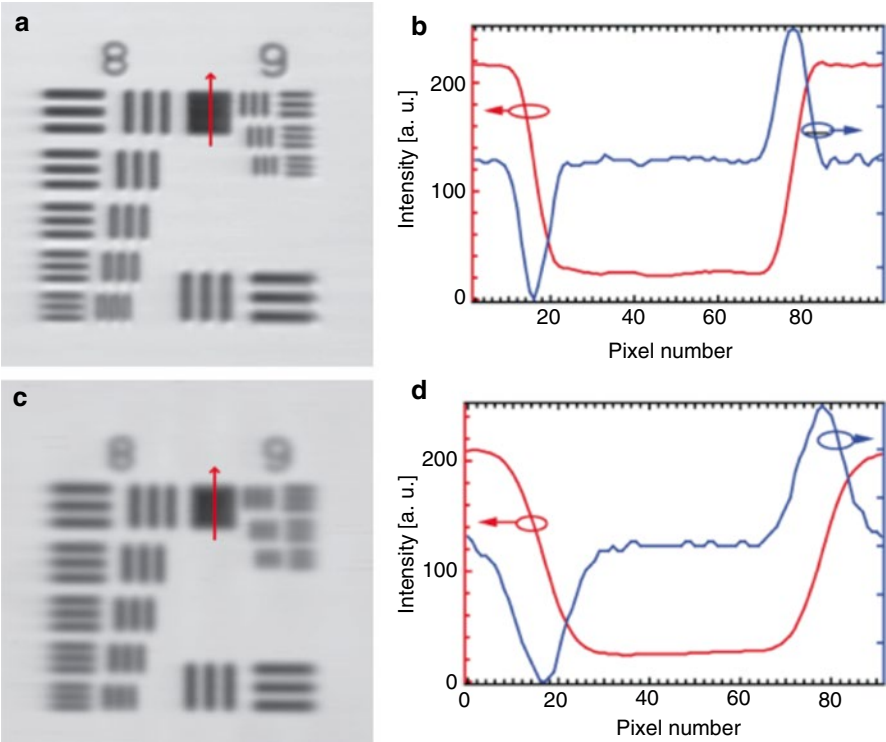 a
8 9
b
200
100
0
20 40 60 80
Intensity [a. u.]
Pixel number
c
8 9
d
200
100
0
0 20 40 60 80
Intensity [a. u.]
Pixel number